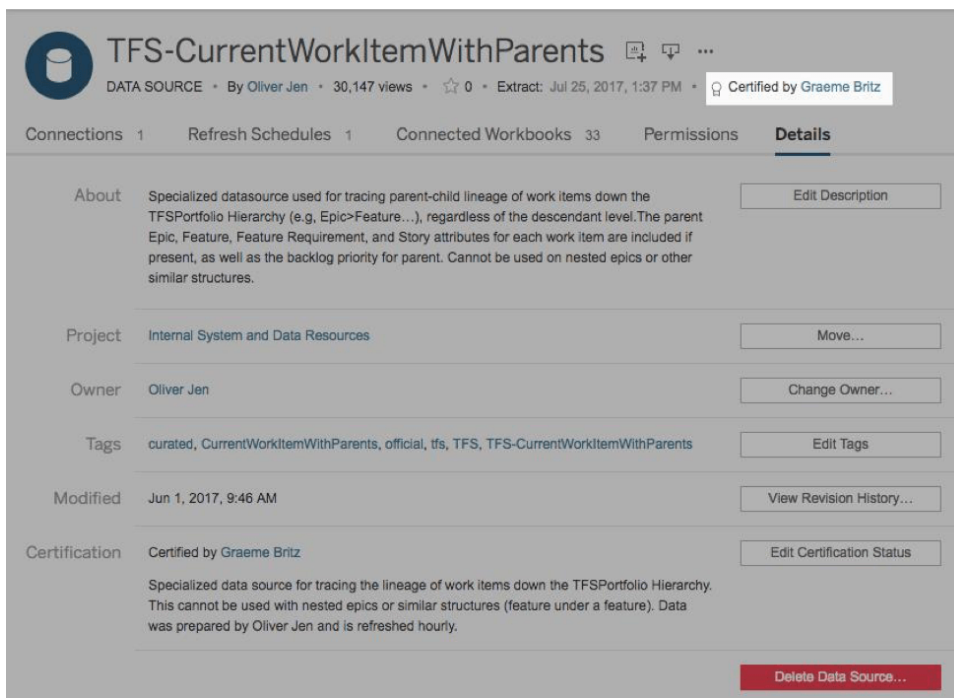 TFS-CurrentWorkItemWithParents
DATA SOURCE • By Oliver Jen • 30,147 views • 0 • Extract: Jul 25, 2017, 1:37 PM • Certified by Graeme Britz
Connections 1 Refresh Schedules 1 Connected Workbooks 33 Permissions Details
About
Specialized datasource used for tracing parent-child lineage of work items down the
TFSPortfolio Hierarchy (e.g, Epic>Feature...), regardless of the descendant level.The parent
Epic, Feature, Feature Requirement, and Story attributes for each work item are included if
present, as well as the backlog priority for parent. Cannot be used on nested epics or other
similar structures.
Edit Description
Project Internal System and Data Resources Move...
Owner Oliver Jen Change Owner...
Tags curated, CurrentWorkItemWithParents, official, tfs, TFS, TFS-CurrentWorkItemWithParents Edit Tags
Modified Jun 1, 2017, 9:46 AM View Revision History...
Certification Certified by Graeme Britz Edit Certification Status
Specialized data source for tracing the lineage of work items down the TFSPortfolio Hierarchy.
This cannot be used with nested epics or similar structures (feature under a feature). Data
was prepared by Oliver Jen and is refreshed hourly.
Delete Data Source...